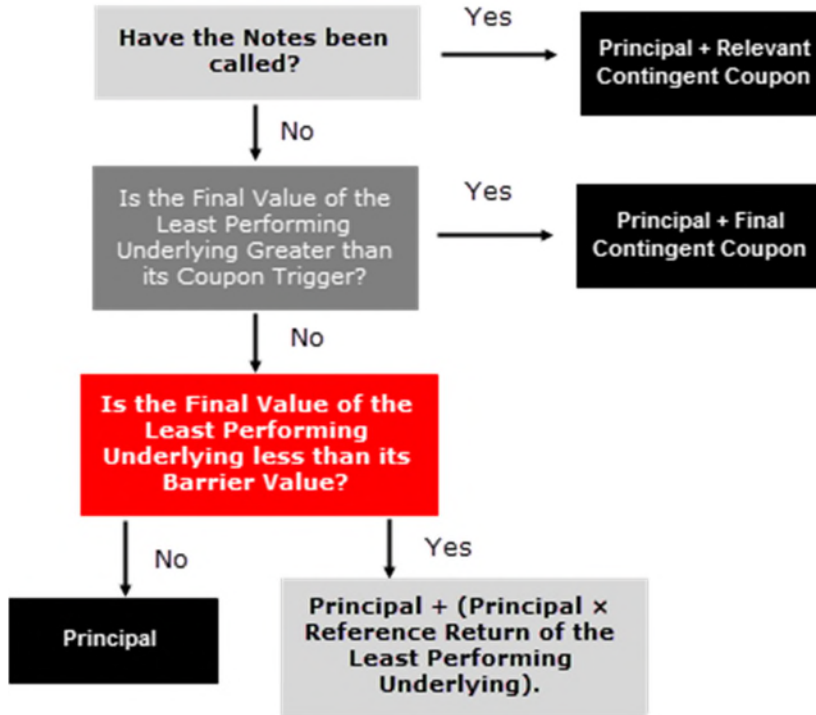 Have the Notes been
called?
Yes
Principal + Relevant
Contingent Coupon
No
Is the Final Value of the
Least Performing
Underlying Greater than
its Coupon Trigger?
Yes
Principal + Final
Contingent Coupon
No
Is the Final Value of the
Least Performing
Underlying less than its
Barrier Value?
No
Yes
Principal
Principal + (Principal ×
Reference Return of the
Least Performing
Underlying).